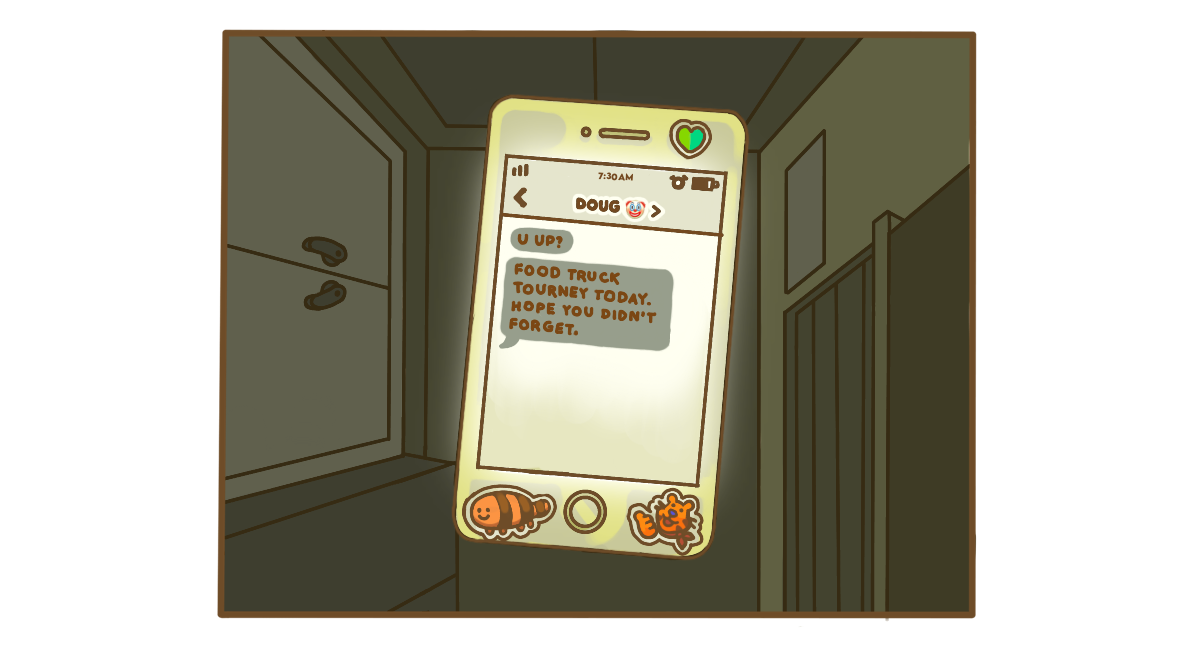 7:30AM
DOUG 🤡
U UP?
FOOD TRUCK
TOURNEY TODAY.
HOPE YOU DIDN'T
FORGET.